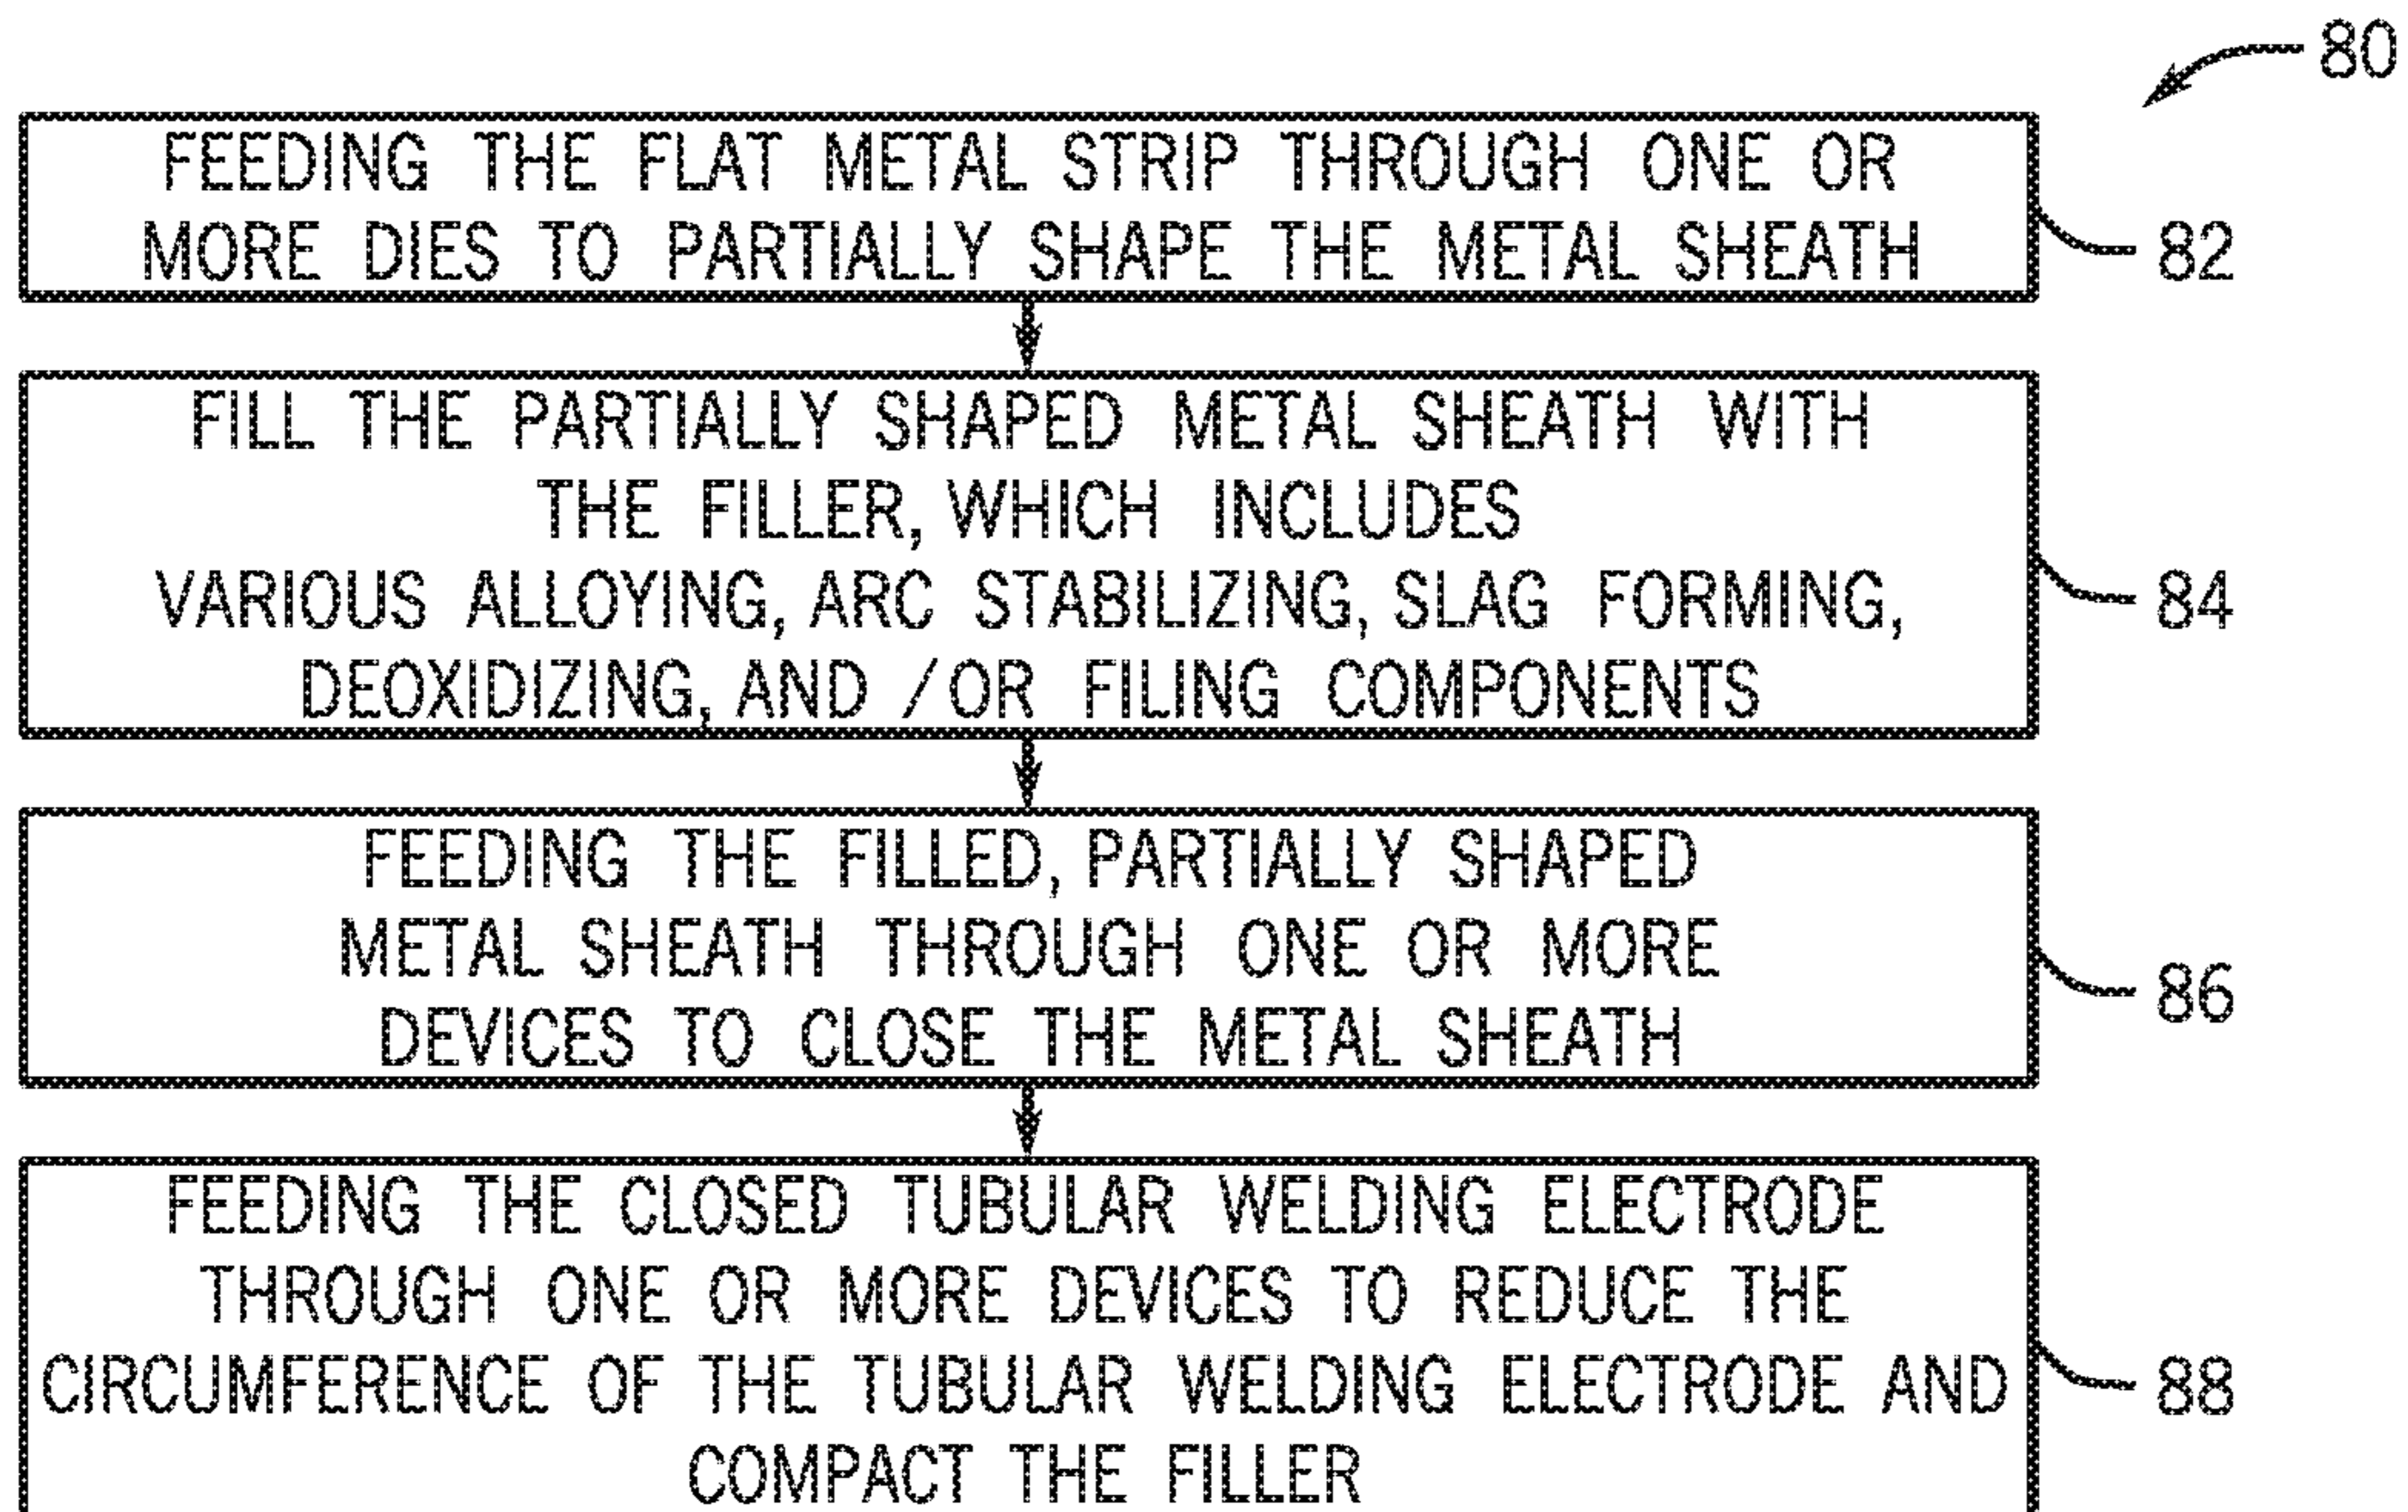 80
FEEDING THE FLAT METAL STRIP THROUGH ONE OR
MORE DIES TO PARTIALLY SHAPE THE METAL SHEATH
82
FILL THE PARTIALLY SHAPED METAL SHEATH WITH
THE FILLER, WHICH INCLUDES
VARIOUS ALLOYING, ARC STABILIZING, SLAG FORMING,
DEOXIDIZING, AND /OR FILING COMPONENTS
84
FEEDING THE FILLED, PARTIALLY SHAPED
METAL SHEATH THROUGH ONE OR MORE
DEVICES TO CLOSE THE METAL SHEATH
86
FEEDING THE CLOSED TUBULAR WELDING ELECTRODE
THROUGH ONE OR MORE DEVICES TO REDUCE THE
CIRCUMFERENCE OF THE TUBULAR WELDING ELECTRODE AND
COMPACT THE FILLER
88